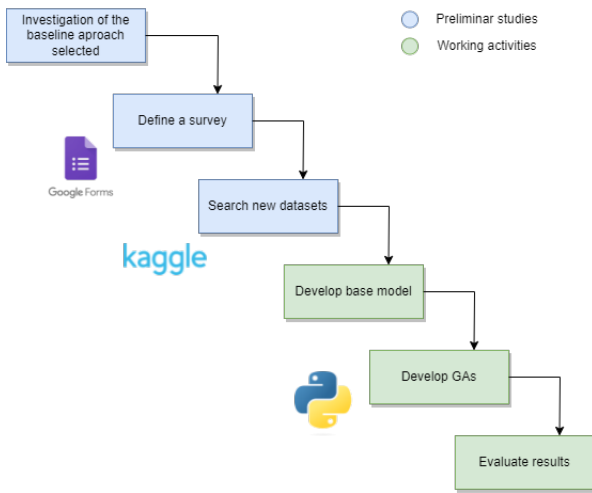 Investigation of the
baseline aproach
selected
Preliminar studies
Working activities
Define a survey
Google Forms
Search new datasets
kaggle
Develop base model
Develop GAs
Evaluate results